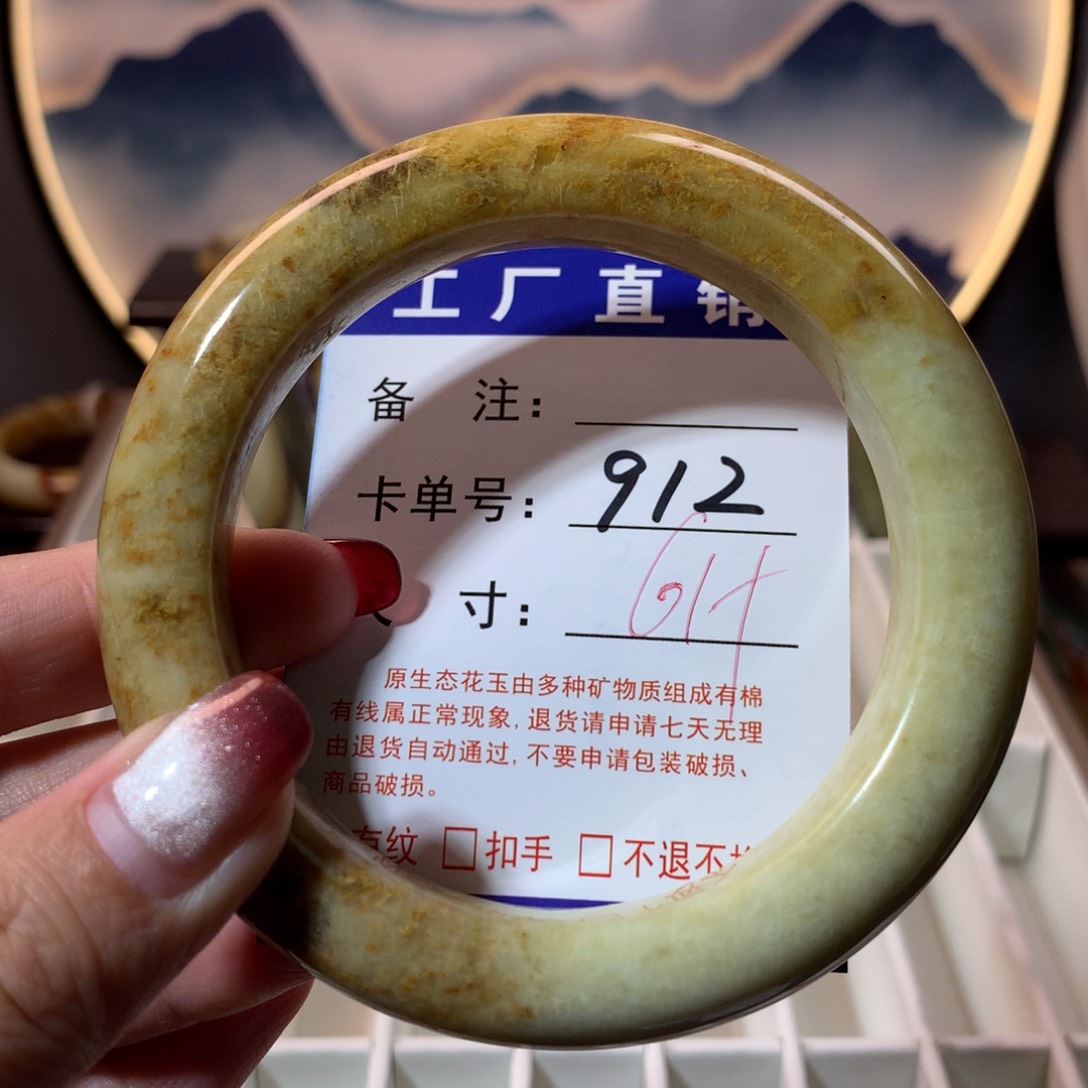 工厂直销
备 注：
卡单号：912
寸：
原生态花玉由多种矿物质组成有棉
有线属正常现象，退货请申请七天无理
由退货自动通过，不要申请包装破损、
商品破损。
有纹 □扣手 □不退不